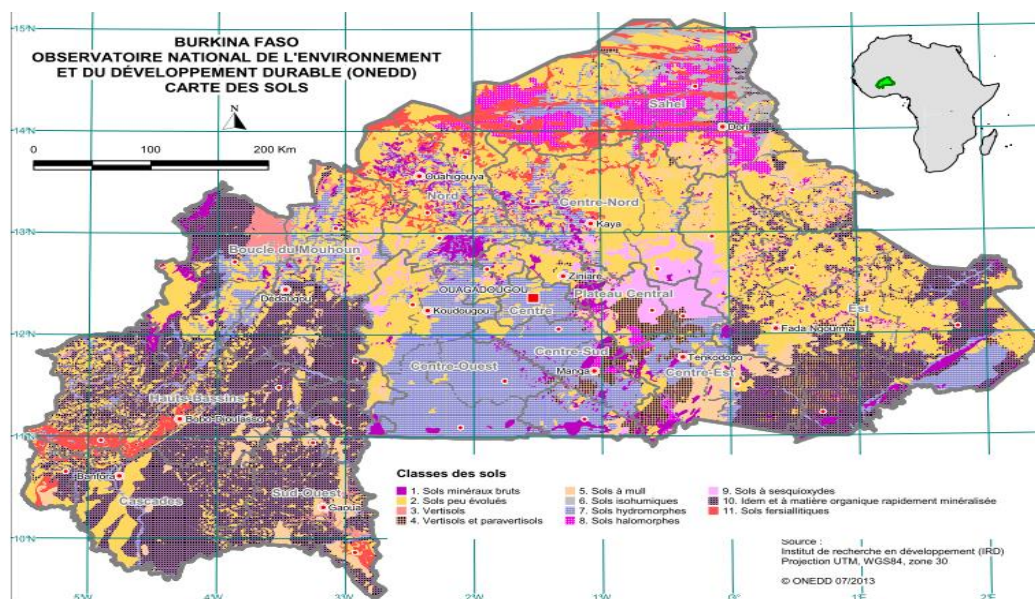 BURKINA FASO
OBSERVATOIRE NATIONAL DE L'ENVIRONNEMENT
ET DU DÉVELOPPEMENT DURABLE (ONEDD)
CARTE DES SOLS
N
0 100 200 Km
15°N
14°N
13°N
12°N
11°N
10°N
5°W 4°W 3°W 2°W 1°W 0° 1°E 2°E
Sahel
Dori
Ouahigouya
Nord
Centre-Nord
Kaya
Boucle du Mouhoun
Dédougou
Ziniaré
OUAGADOUGOU
Plateau Central
Koudougou
Centre
Est
Fada Ngourma
Centre-Sud
Tenkodogo
Centre-Ouest
Manga
Centre-Est
Hauts-Bassins
Bobo-Dioulasso
Banfora
Cascades
Sud-Ouest
Gaoua
Classes des sols
1. Sols minéraux bruts
2. Sols peu évolués
3. Vertisols
4. Vertisols et paravertisols
5. Sols à mull
6. Sols isohumiques
7. Sols hydromorphes
8. Sols halomorphes
9. Sols à sesquioxydes
10. Idem et à matière organique rapidement minéralisée
11. Sols fersiallitiques
Source :
Institut de recherche en développement (IRD)
Projection UTM, WGS84, zone 30
© ONEDD 07/2013